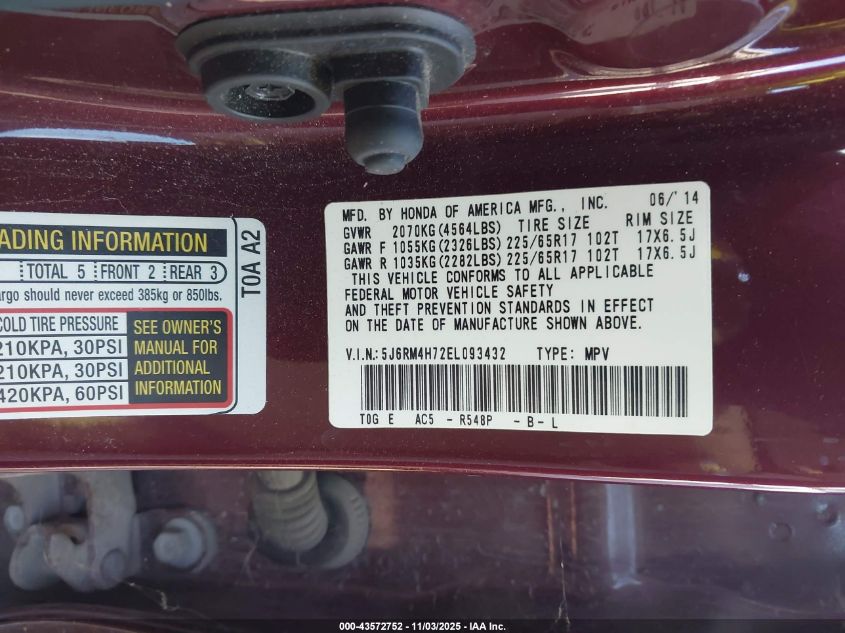 ADING INFORMATION
TOTAL 5 FRONT 2 REAR 3
argo should never exceed 385kg or 850lbs.
COLD TIRE PRESSURE
210KPA, 30PSI
210KPA, 30PSI
420KPA, 60PSI
SEE OWNER'S
MANUAL FOR
ADDITIONAL
INFORMATION
T0A A2
MFD. BY HONDA OF AMERICA MFG., INC. 06/'14
GVWR 2070KG(4564LBS) TIRE SIZE RIM SIZE
GAWR F 1055KG(2326LBS) 225/65R17 102T 17X6.5J
GAWR R 1035KG(2282LBS) 225/65R17 102T 17X6.5J
THIS VEHICLE CONFORMS TO ALL APPLICABLE
FEDERAL MOTOR VEHICLE SAFETY
AND THEFT PREVENTION STANDARDS IN EFFECT
ON THE DATE OF MANUFACTURE SHOWN ABOVE.
V.I.N.: 5J6RM4H72EL093432 TYPE: MPV
T0G E AC5 - R548P - B - L
000-43572752 | 11/03/2025 - IAA Inc.